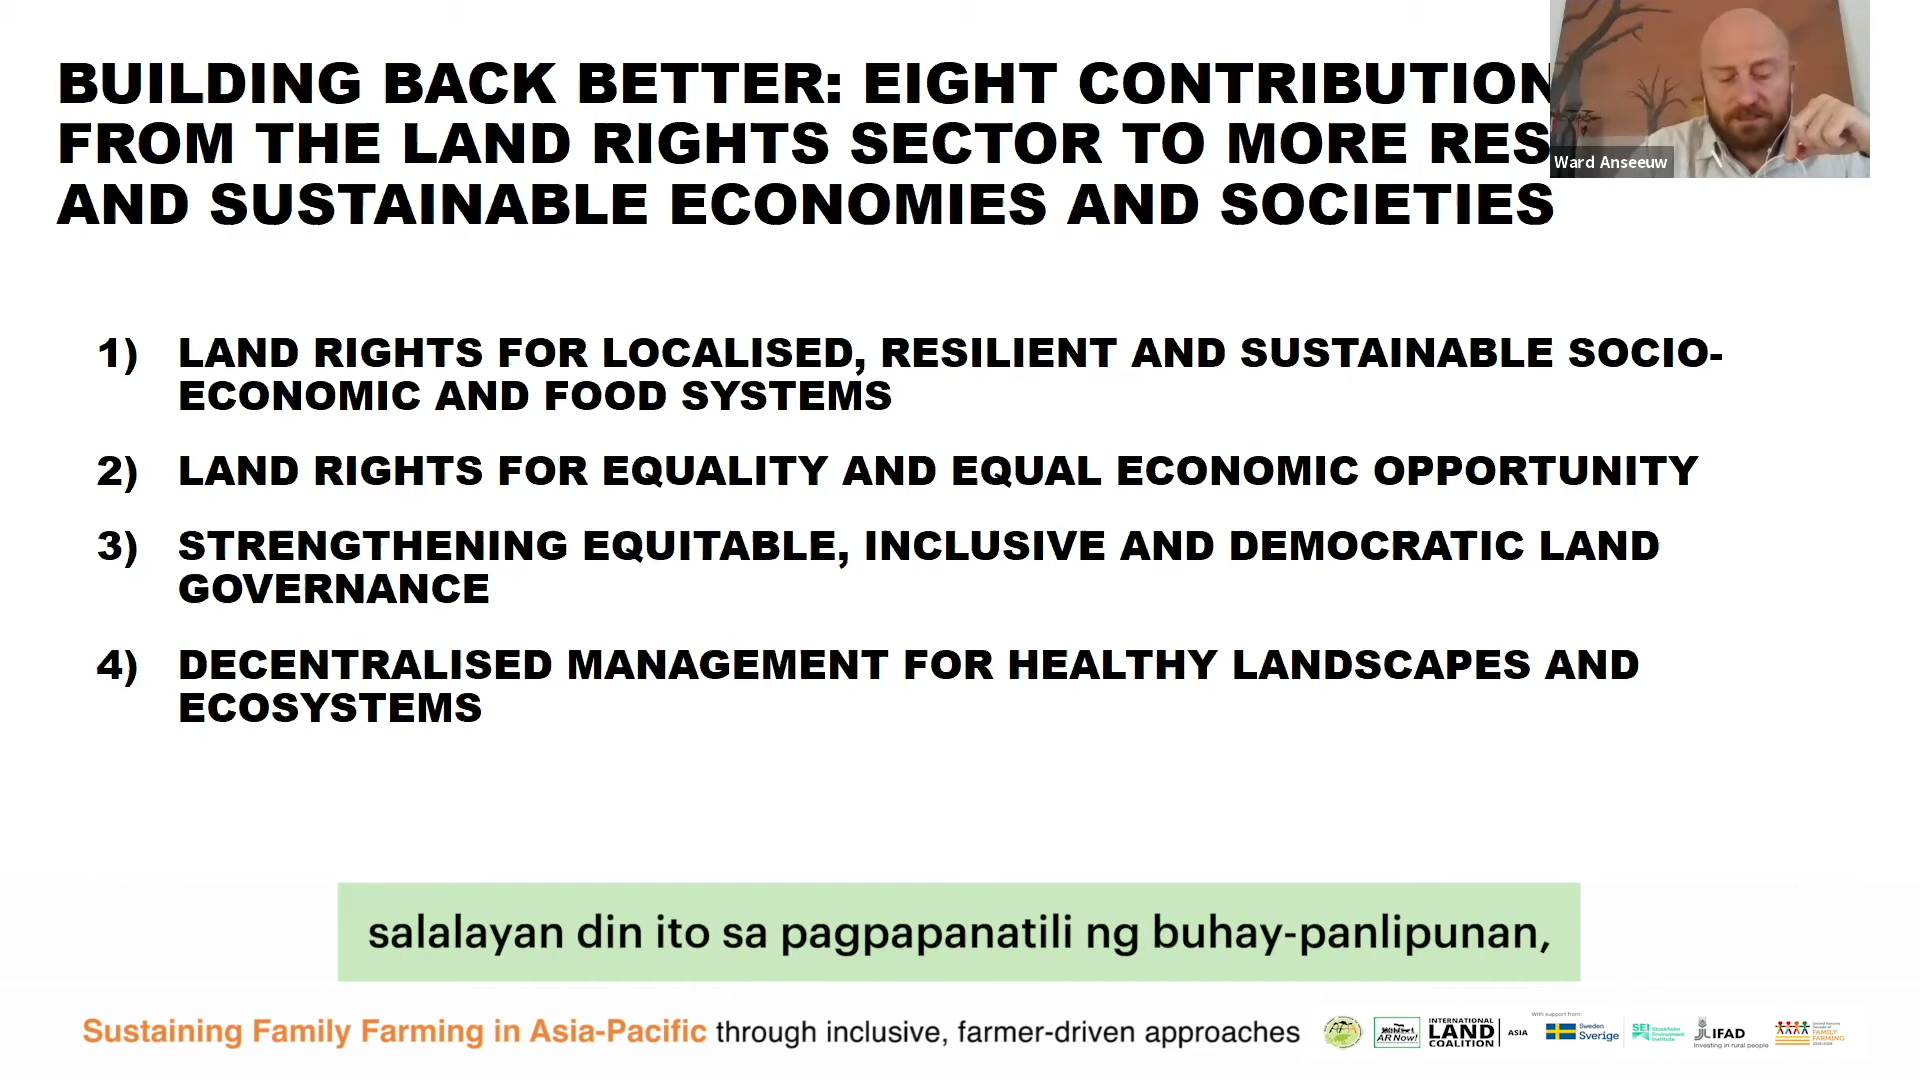 BUILDING BACK BETTER: EIGHT CONTRIBUTION
FROM THE LAND RIGHTS SECTOR TO MORE RES
AND SUSTAINABLE ECONOMIES AND SOCIETIES
Ward Anseeuw
1) LAND RIGHTS FOR LOCALISED, RESILIENT AND SUSTAINABLE SOCIO-
ECONOMIC AND FOOD SYSTEMS
2) LAND RIGHTS FOR EQUALITY AND EQUAL ECONOMIC OPPORTUNITY
3) STRENGTHENING EQUITABLE, INCLUSIVE AND DEMOCRATIC LAND
GOVERNANCE
4) DECENTRALISED MANAGEMENT FOR HEALTHY LANDSCAPES AND
ECOSYSTEMS
salalayan din ito sa pagpapanatili ng buhay-panlipunan,
Sustaining Family Farming in Asia-Pacific through inclusive, farmer-driven approaches
AFA
AR Now!
INTERNATIONAL
LAND
COALITION
ASIA
With support from:
Sweden
Sverige
SEI Stockholm
Environment
Institute
IFAD
Investing in rural people
United Nations
Decade of
FAMILY
FARMING
2019-2028